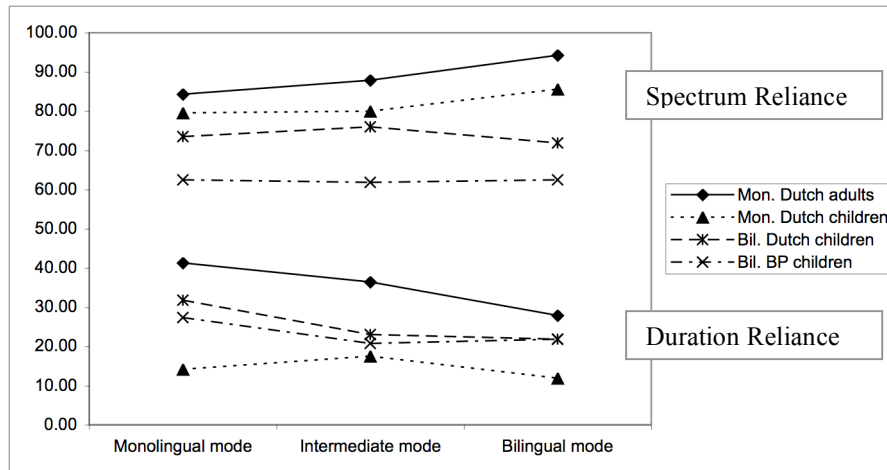 100.00
90.00
80.00
70.00
60.00
50.00
40.00
30.00
20.00
10.00
0.00
Monolingual mode Intermediate mode Bilingual mode
Spectrum Reliance
Mon. Dutch adults
Mon. Dutch children
Bil. Dutch children
Bil. BP children
Duration Reliance